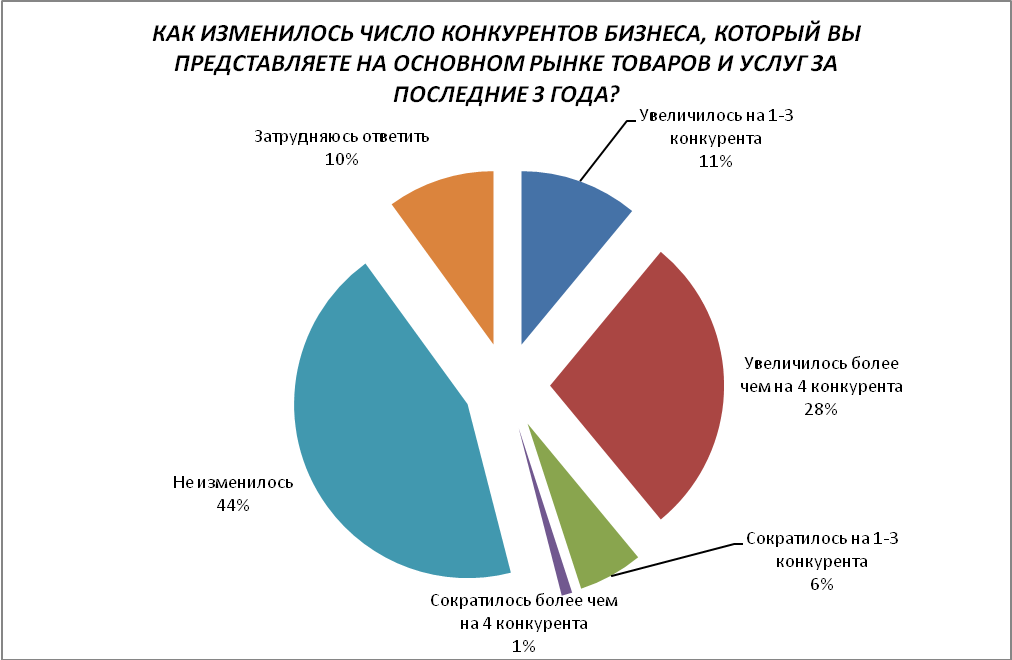 КАК ИЗМЕНИЛОСЬ ЧИСЛО КОНКУРЕНТОВ БИЗНЕСА, КОТОРЫЙ ВЫ
ПРЕДСТАВЛЯЕТЕ НА ОСНОВНОМ РЫНКЕ ТОВАРОВ И УСЛУГ ЗА
ПОСЛЕДНИЕ 3 ГОДА?
Увеличилось на 1-3
конкурента
11%
Увеличилось более
чем на 4 конкурента
28%
Сократилось на 1-3
конкурента
6%
Сократилось более чем
на 4 конкурента
1%
Не изменилось
44%
Затрудняюсь ответить
10%